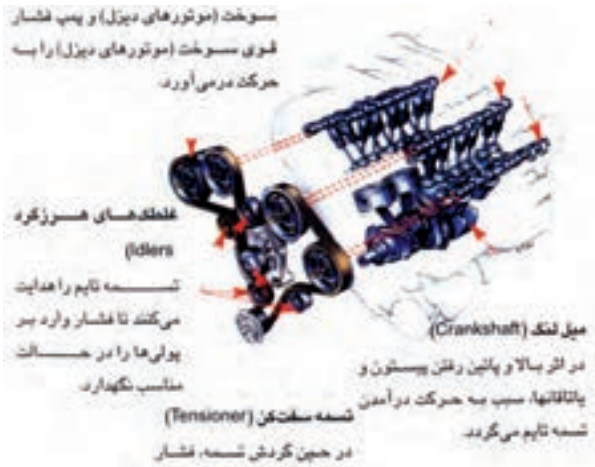 سوخت (موتورهای دیزل) و پمپ فشار
قوی سوخت (موتورهای دیزل) را به
حرکت درمی‌آورد.
غلطک‌های هرزگرد
(Idlers
تسمه تایم را هدایت
می‌کنند تا فشار وارد بر
پولی‌ها را در حالت
مناسب نگهدارد.
میل لنگ (Crankshaft)
در اثر بالا و پائین رفتن پیستون و
یاتاقانها، سبب به حرکت درآمدن
تسمه تایم می‌گردد.
تسمه سفت‌کن (Tensioner)
در حین گردش تسمه، فشار